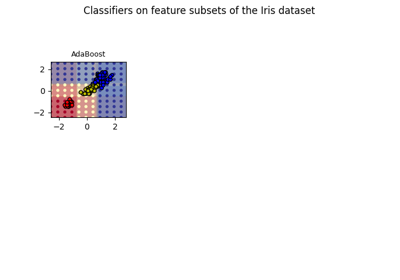 Classifiers on feature subsets of the Iris dataset
AdaBoost
2
0
−2
−2 0 2